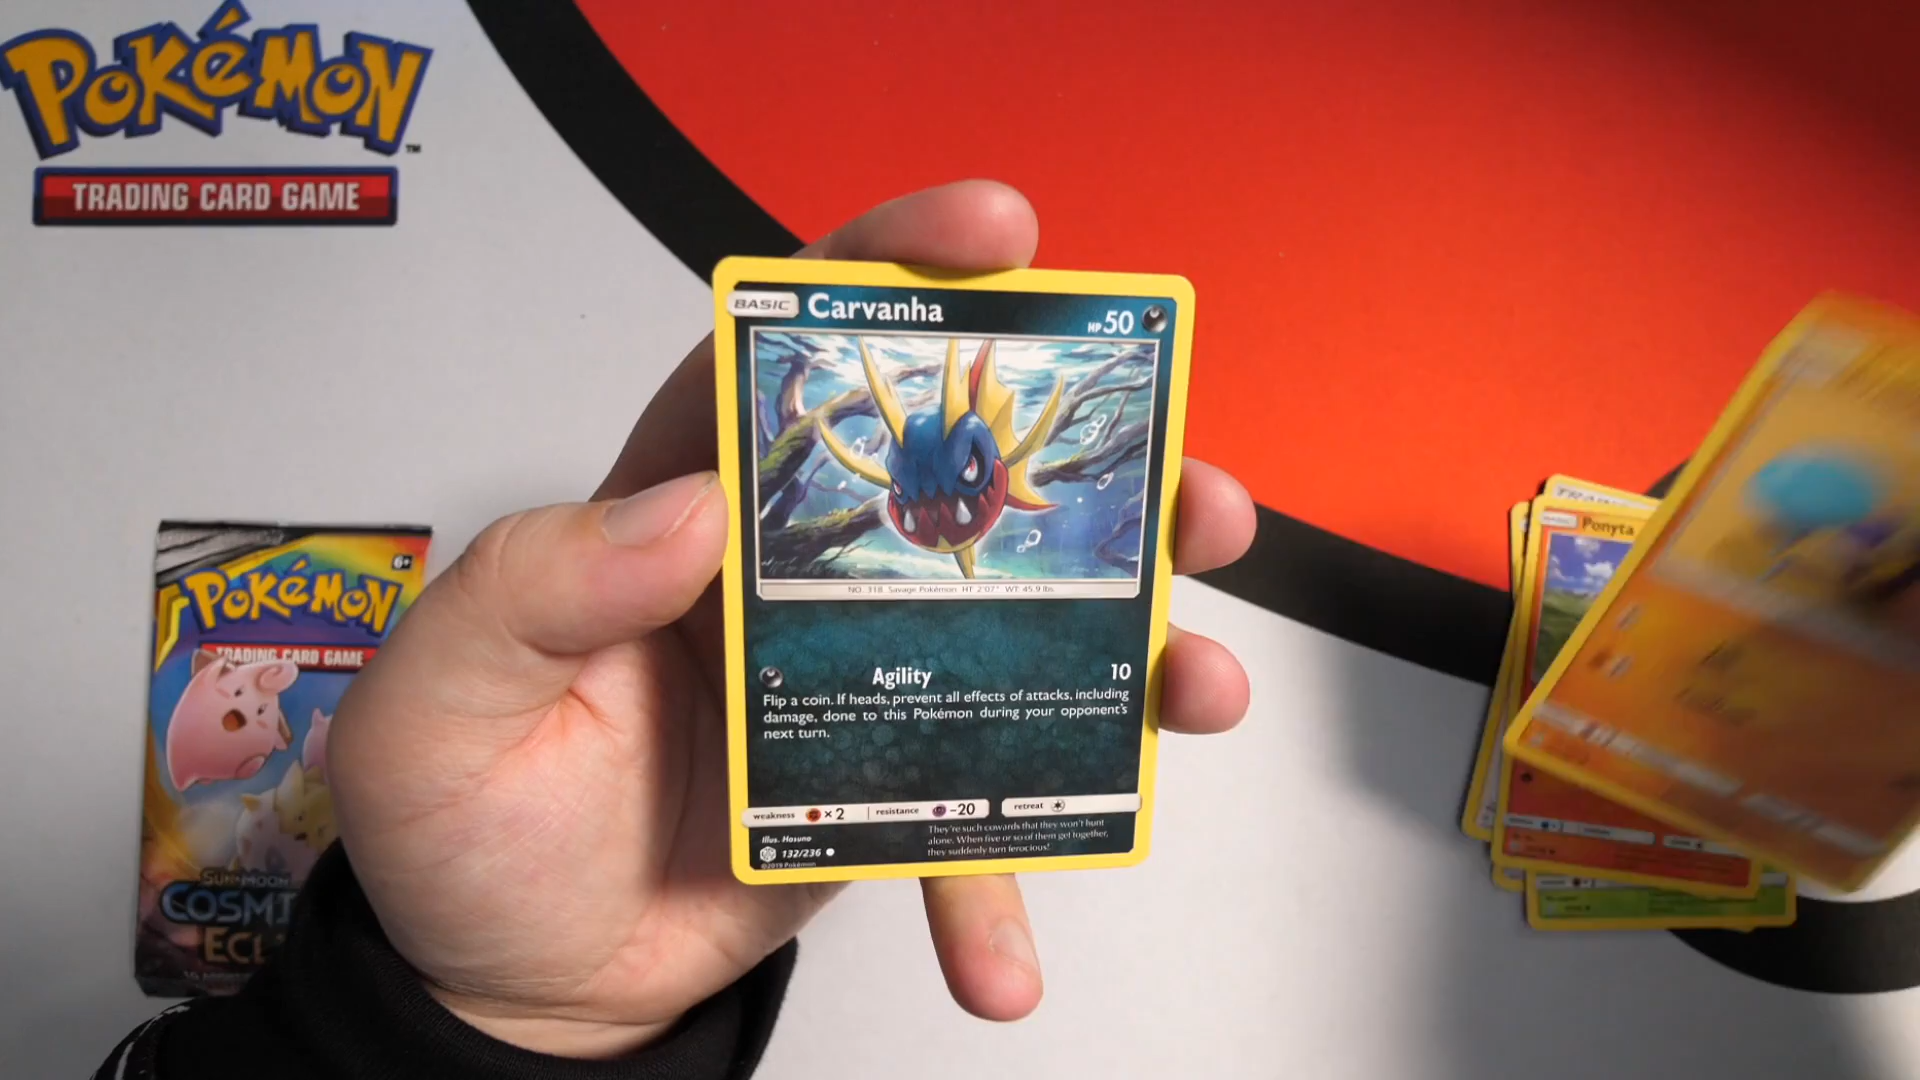 POKéMON
™
TRADING CARD GAME
BASIC Carvanha HP 50
NO. 318 Savage Pokémon HT: 2'07" WT: 45.9 lbs.
Agility 10
Flip a coin. If heads, prevent all effects of attacks, including
damage, done to this Pokémon during your opponent's
next turn.
weakness ×2 resistance -20 retreat
Illus. Hasuno
132/236
©2019 Pokémon
They're such cowards that they won't hunt
alone. When five or so of them get together,
they suddenly turn ferocious!
6+
POKéMON
TRADING CARD GAME
SUN & MOON
COSMI
ECL
Ponyta